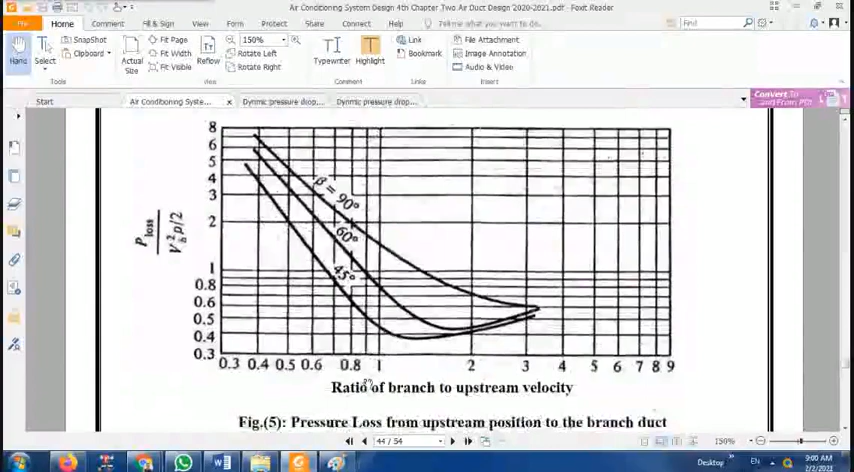 Air Conditioning System Design 4th Chapter Two Air Duct Design 2020-2021.pdf - Foxit Reader
File Home Comment Fill & Sign View Form Protect Share Connect Help Tell me what you want to do... Find
Hand
Select
SnapShot
Clipboard
Actual Size
Fit Page
Fit Width
Fit Visible
Reflow
150%
Rotate Left
Rotate Right
Typewriter
Highlight
Link
Bookmark
File Attachment
Image Annotation
Audio & Video
Tools View Comment Links Insert
Start Air Conditioning Syste... Dynmic pressure drop... Dynmic pressure drop...
Convert To
and From PDF
8
6
5
4
3
2
1
0.8
0.6
0.5
0.4
0.3
P loss
V² ρ/2
β = 90°
60°
45°
0.3 0.4 0.5 0.6 0.8 1 2 3 4 5 6 7 8 9
Ratio of branch to upstream velocity
Fig.(5): Pressure Loss from upstream position to the branch duct
44 / 54
150%
Desktop EN 9:00 AM
2/2/2021